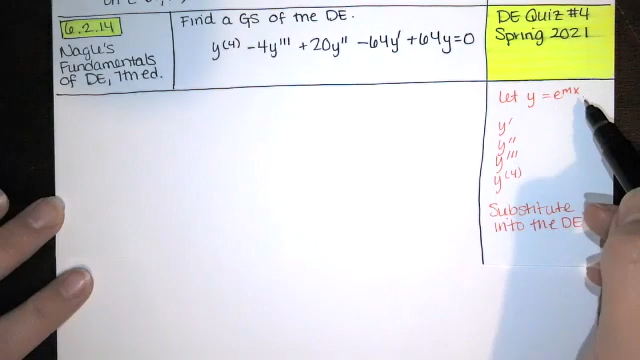 6.2.14
Nagle's
Fundamentals
of DE, 7th ed.
Find a GS of the DE.
y⁽⁴⁾ -4y''' +20y'' -64y' +64y=0
DE Quiz #4
Spring 2021
Let y = e^mx
y'
y''
y'''
y⁽⁴⁾
Substitute
into the DE